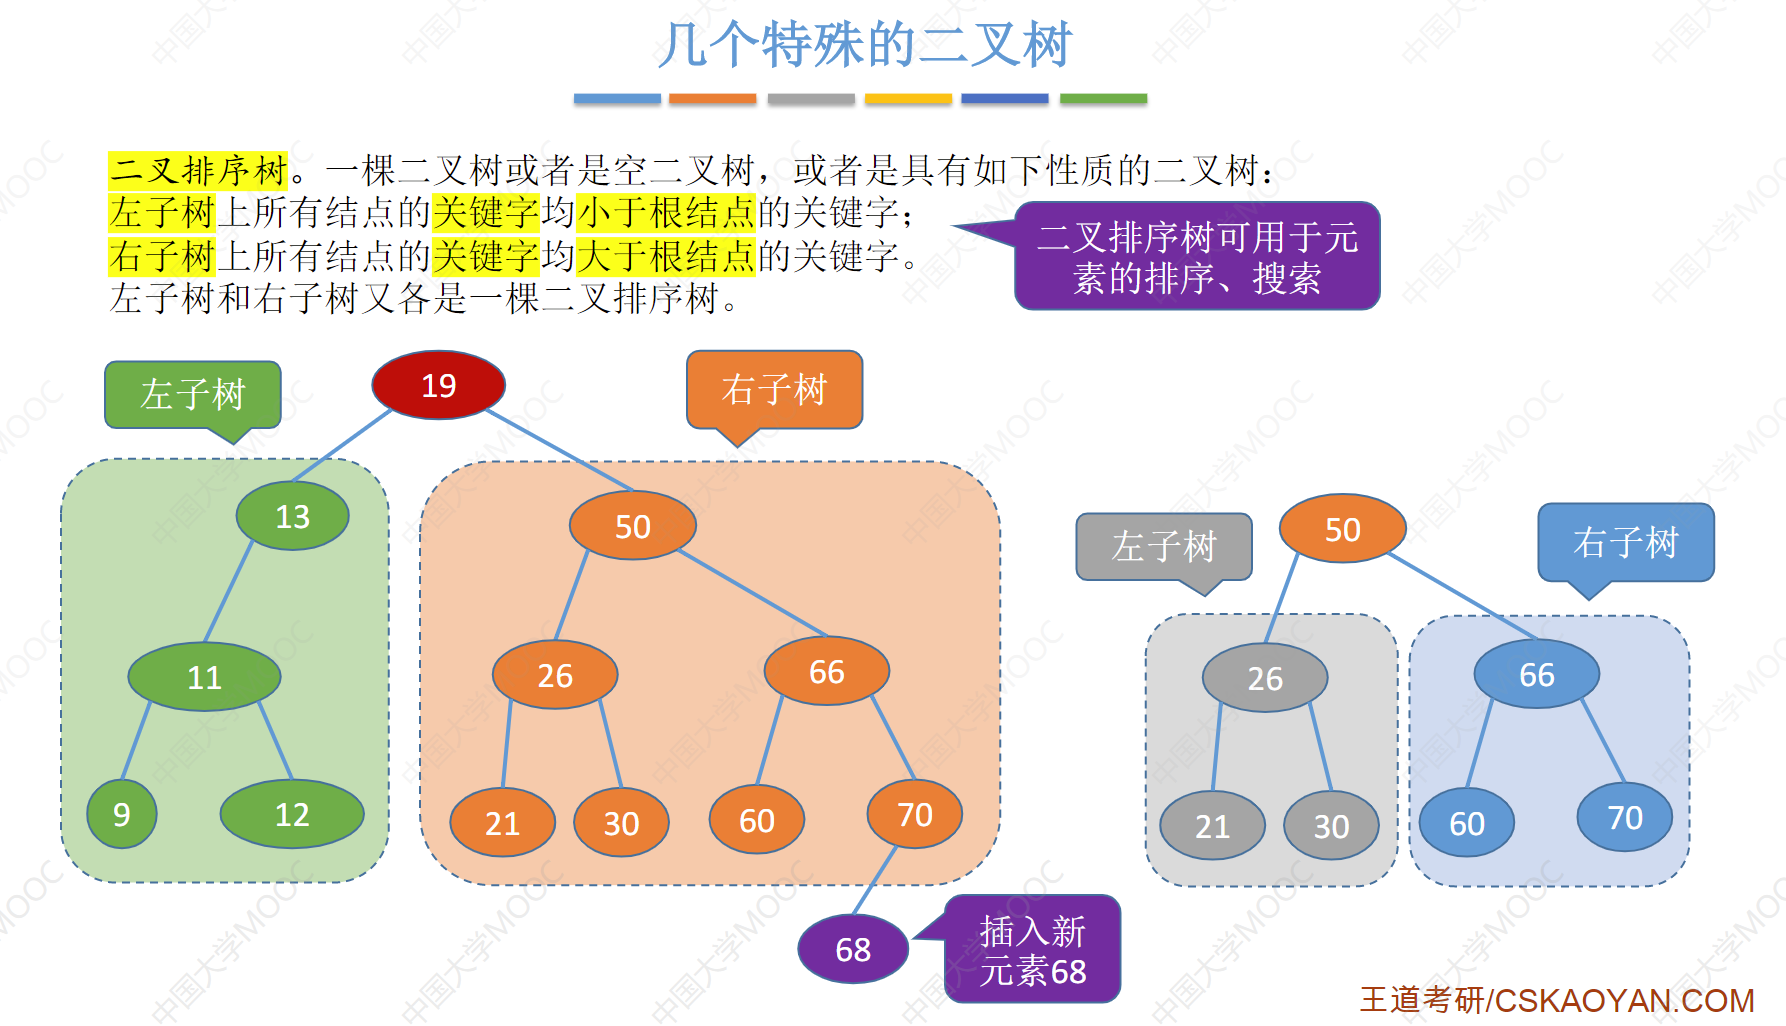 几个特殊的二叉树
二叉排序树。一棵二叉树或者是空二叉树，或者是具有如下性质的二叉树：
左子树上所有结点的关键字均小于根结点的关键字；
右子树上所有结点的关键字均大于根结点的关键字。
左子树和右子树又各是一棵二叉排序树。
二叉排序树可用于元
素的排序、搜索
左子树
19
右子树
13
50
11
26
66
9
12
21
30
60
70
68
插入新
元素68
左子树
50
右子树
26
66
21
30
60
70
王道考研/CSKAOYAN.COM
中国大学MOOC